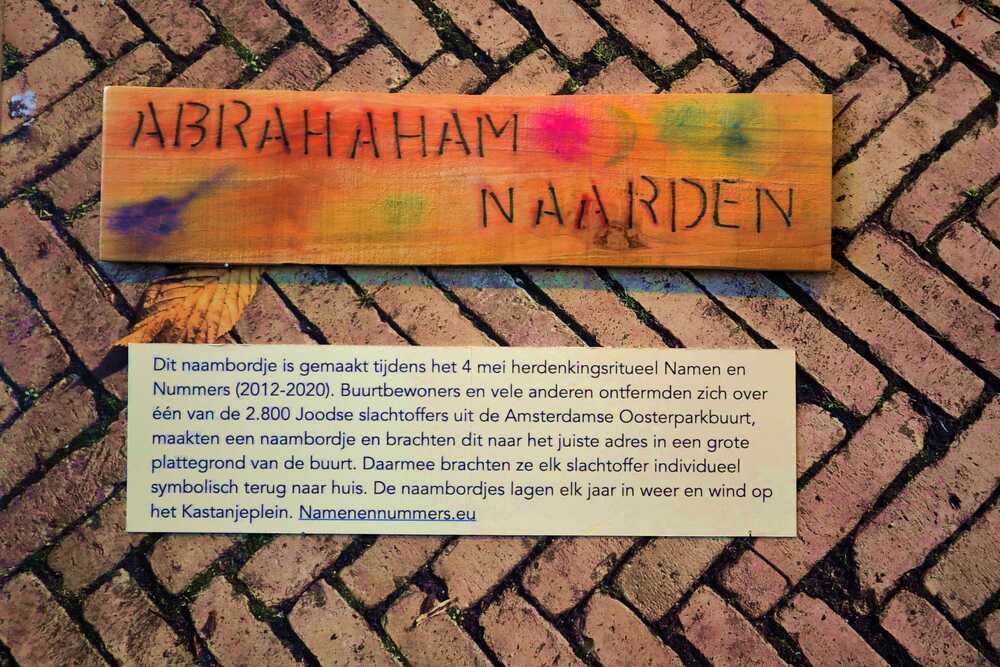 ABRAHAHAM
NAARDEN
Dit naambordje is gemaakt tijdens het 4 mei herdenkingsritueel Namen en
Nummers (2012-2020). Buurtbewoners en vele anderen ontfermden zich over
één van de 2.800 Joodse slachtoffers uit de Amsterdamse Oosterparkbuurt,
maakten een naambordje en brachten dit naar het juiste adres in een grote
plattegrond van de buurt. Daarmee brachten ze elk slachtoffer individueel
symbolisch terug naar huis. De naambordjes lagen elk jaar in weer en wind op
het Kastanjeplein. Namenennummers.eu